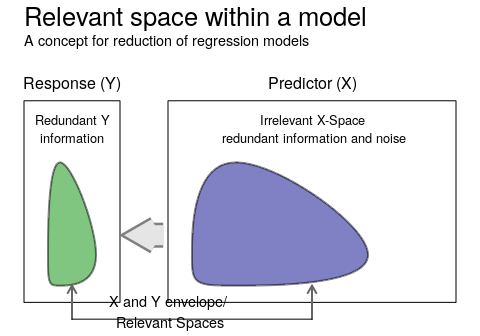 Relevant space within a model
A concept for reduction of regression models
Response (Y)
Predictor (X)
Redundant Y
information
Irrelevant X-Space
redundant information and noise
X and Y envelope/
Relevant Spaces